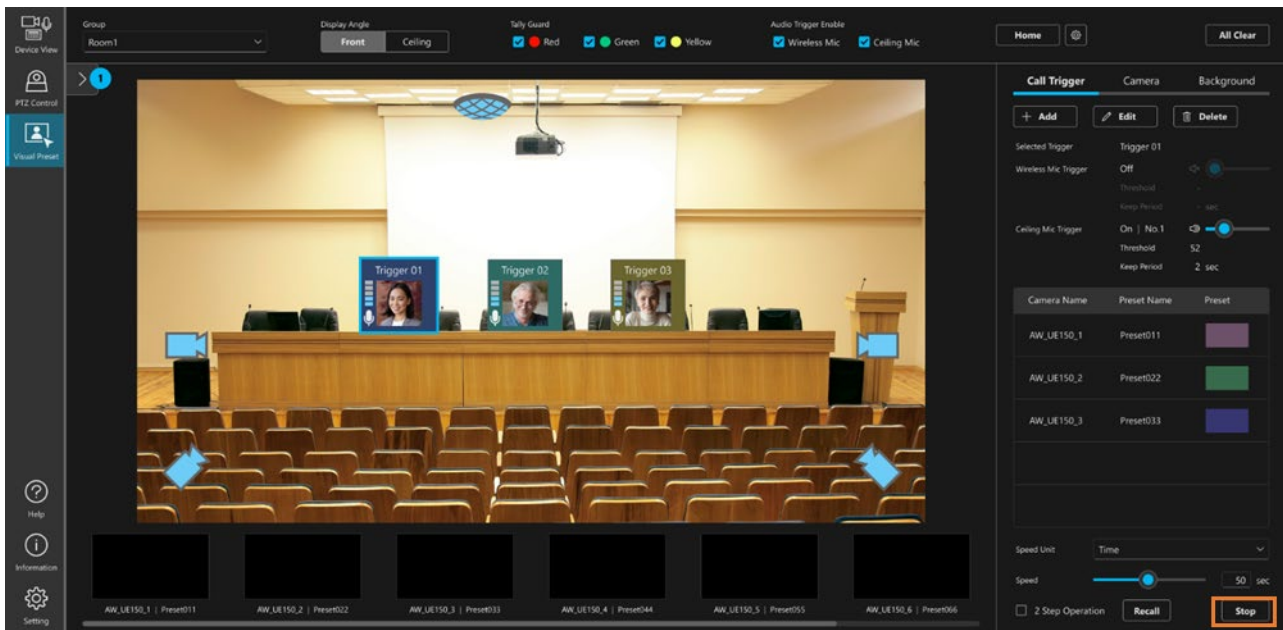 Device View
PTZ Control
Visual Preset
Help
Information
Setting
Group
Room1
Display Angle
Front
Ceiling
Tally Guard
Red
Green
Yellow
Audio Trigger Enable
Wireless Mic
Ceiling Mic
Home
All Clear
1
Trigger 01
Trigger 02
Trigger 03
AW_UE150_1 | Preset011
AW_UE150_2 | Preset022
AW_UE150_3 | Preset033
AW_UE150_4 | Preset044
AW_UE150_5 | Preset055
AW_UE150_6 | Preset066
Call Trigger
Camera
Background
+ Add
Edit
Delete
Selected Trigger Trigger 01
Wireless Mic Trigger Off
Threshold -
Keep Period - sec
Ceiling Mic Trigger On | No.1
Threshold 52
Keep Period 2 sec
Camera Name Preset Name Preset
AW_UE150_1 Preset011
AW_UE150_2 Preset022
AW_UE150_3 Preset033
Speed Unit Time
Speed 50 sec
2 Step Operation Recall Stop